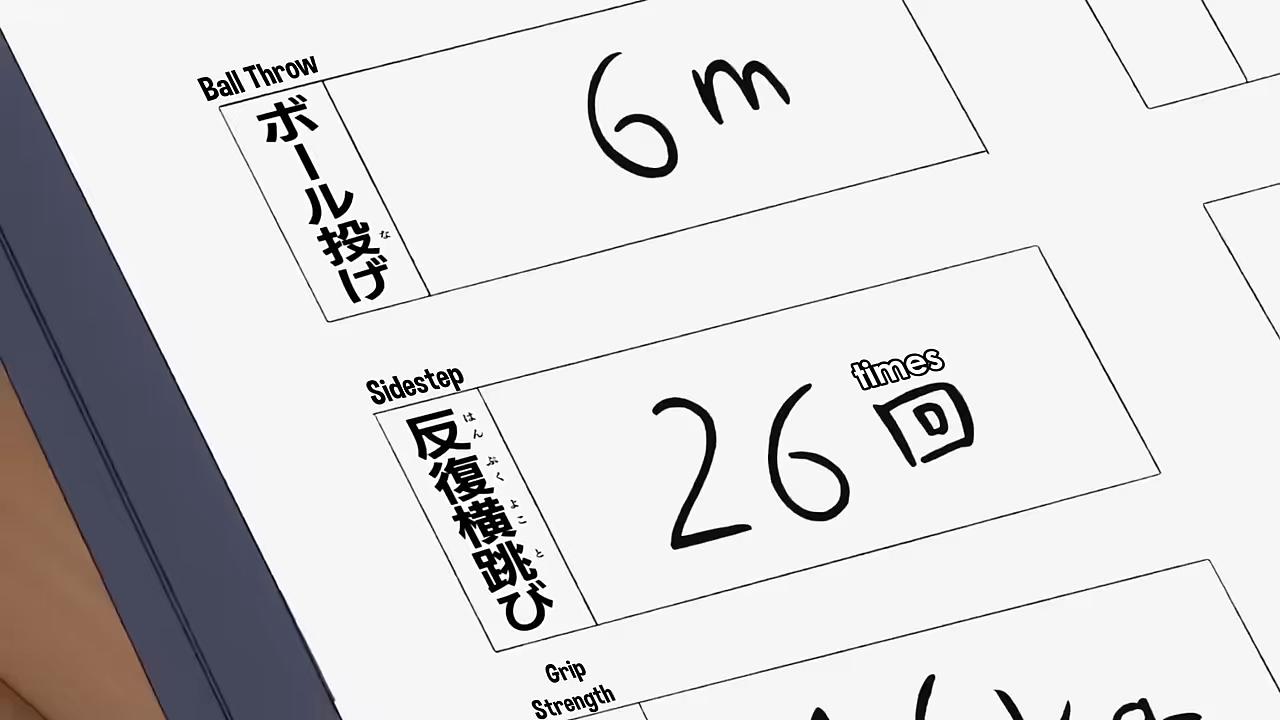 Ball Throw
ボール投げ
な
6m
Sidestep
反復横跳び
はんぷくよこと
times
26回
Grip
Strength